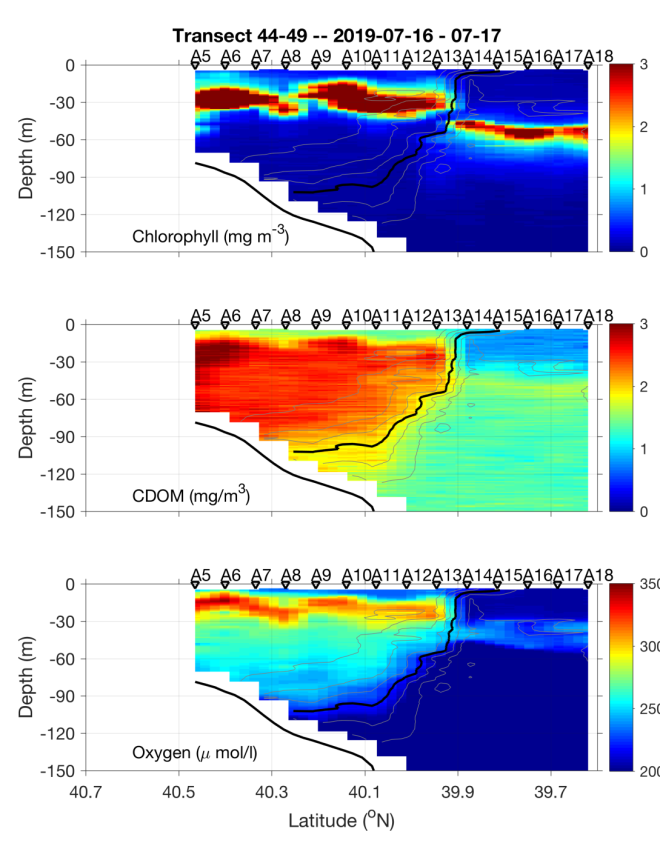 Transect 44-49 -- 2019-07-16 - 07-17
A5 A6 A7 A8 A9 A10 A11 A12 A13 A14 A15 A16 A17 A18
0
-30
-60
-90
-120
-150
Depth (m)
Chlorophyll (mg m-3)
3
2
1
0
A5 A6 A7 A8 A9 A10 A11 A12 A13 A14 A15 A16 A17 A18
0
-30
-60
-90
-120
-150
Depth (m)
CDOM (mg/m3)
3
2
1
0
A5 A6 A7 A8 A9 A10 A11 A12 A13 A14 A15 A16 A17 A18
0
-30
-60
-90
-120
-150
Depth (m)
Oxygen (μ mol/l)
350
300
250
200
40.7 40.5 40.3 40.1 39.9 39.7
Latitude (oN)